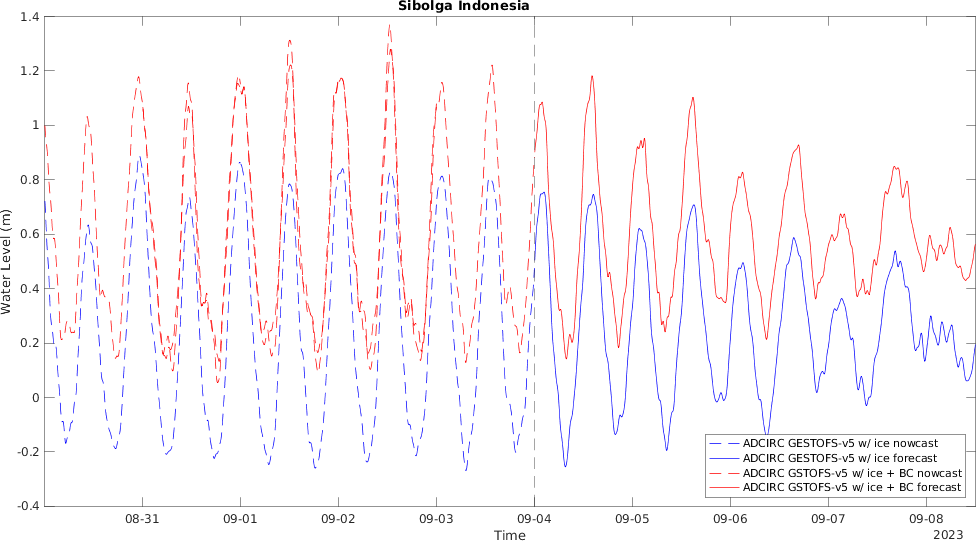 Sibolga Indonesia
1.4
1.2
1
0.8
0.6
0.4
0.2
0
-0.2
-0.4
Water Level (m)
ADCIRC GESTOFS-v5 w/ ice nowcast
ADCIRC GESTOFS-v5 w/ ice forecast
ADCIRC GSTOFS-v5 w/ ice + BC nowcast
ADCIRC GSTOFS-v5 w/ ice + BC forecast
08-31 09-01 09-02 09-03 09-04 09-05 09-06 09-07 09-08
Time
2023